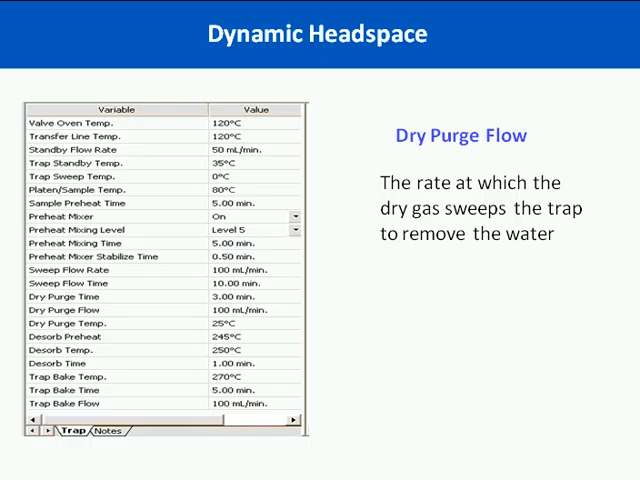 Dynamic Headspace
Variable Value
Valve Oven Temp. 120°C
Transfer Line Temp. 120°C
Standby Flow Rate 50 mL/min.
Trap Standby Temp. 35°C
Trap Sweep Temp. 0°C
Platen/Sample Temp. 80°C
Sample Preheat Time 5.00 min.
Preheat Mixer On
Preheat Mixing Level Level 5
Preheat Mixing Time 5.00 min.
Preheat Mixer Stabilize Time 0.50 min.
Sweep Flow Rate 100 mL/min.
Sweep Flow Time 10.00 min.
Dry Purge Time 3.00 min.
Dry Purge Flow 100 mL/min.
Dry Purge Temp. 25°C
Desorb Preheat 245°C
Desorb Temp. 250°C
Desorb Time 1.00 min.
Trap Bake Temp. 270°C
Trap Bake Time 5.00 min.
Trap Bake Flow 100 mL/min.
Trap Notes
Dry Purge Flow
The rate at which the
dry gas sweeps the trap
to remove the water